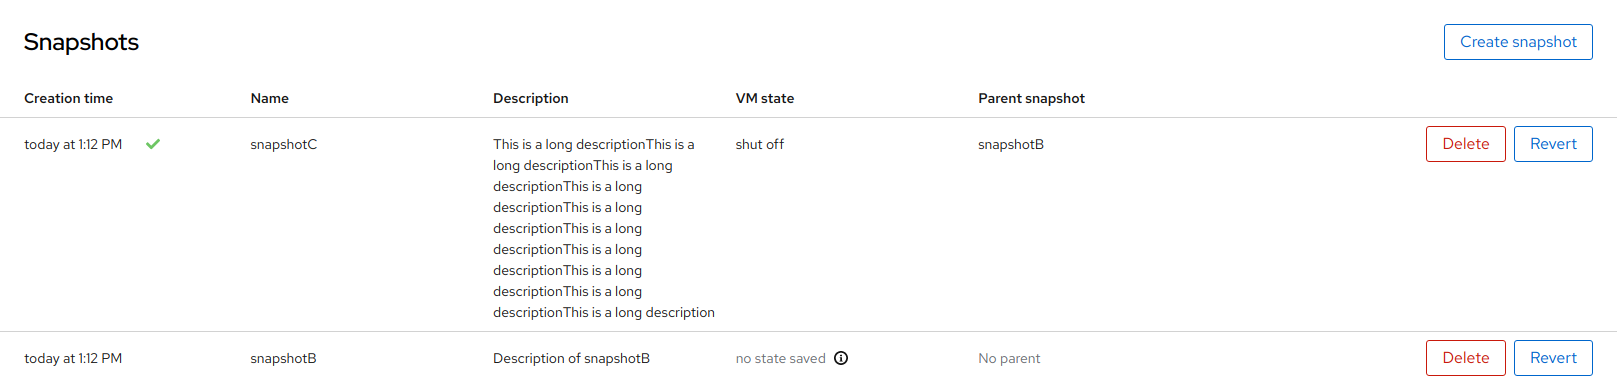 Snapshots
Create snapshot
Creation time Name Description VM state Parent snapshot
today at 1:12 PM snapshotC This is a long descriptionThis is a shut off snapshotB Delete Revert
long descriptionThis is a long
descriptionThis is a long
descriptionThis is a long
descriptionThis is a long
descriptionThis is a long
descriptionThis is a long
descriptionThis is a long
descriptionThis is a long description
today at 1:12 PM snapshotB Description of snapshotB no state saved No parent Delete Revert